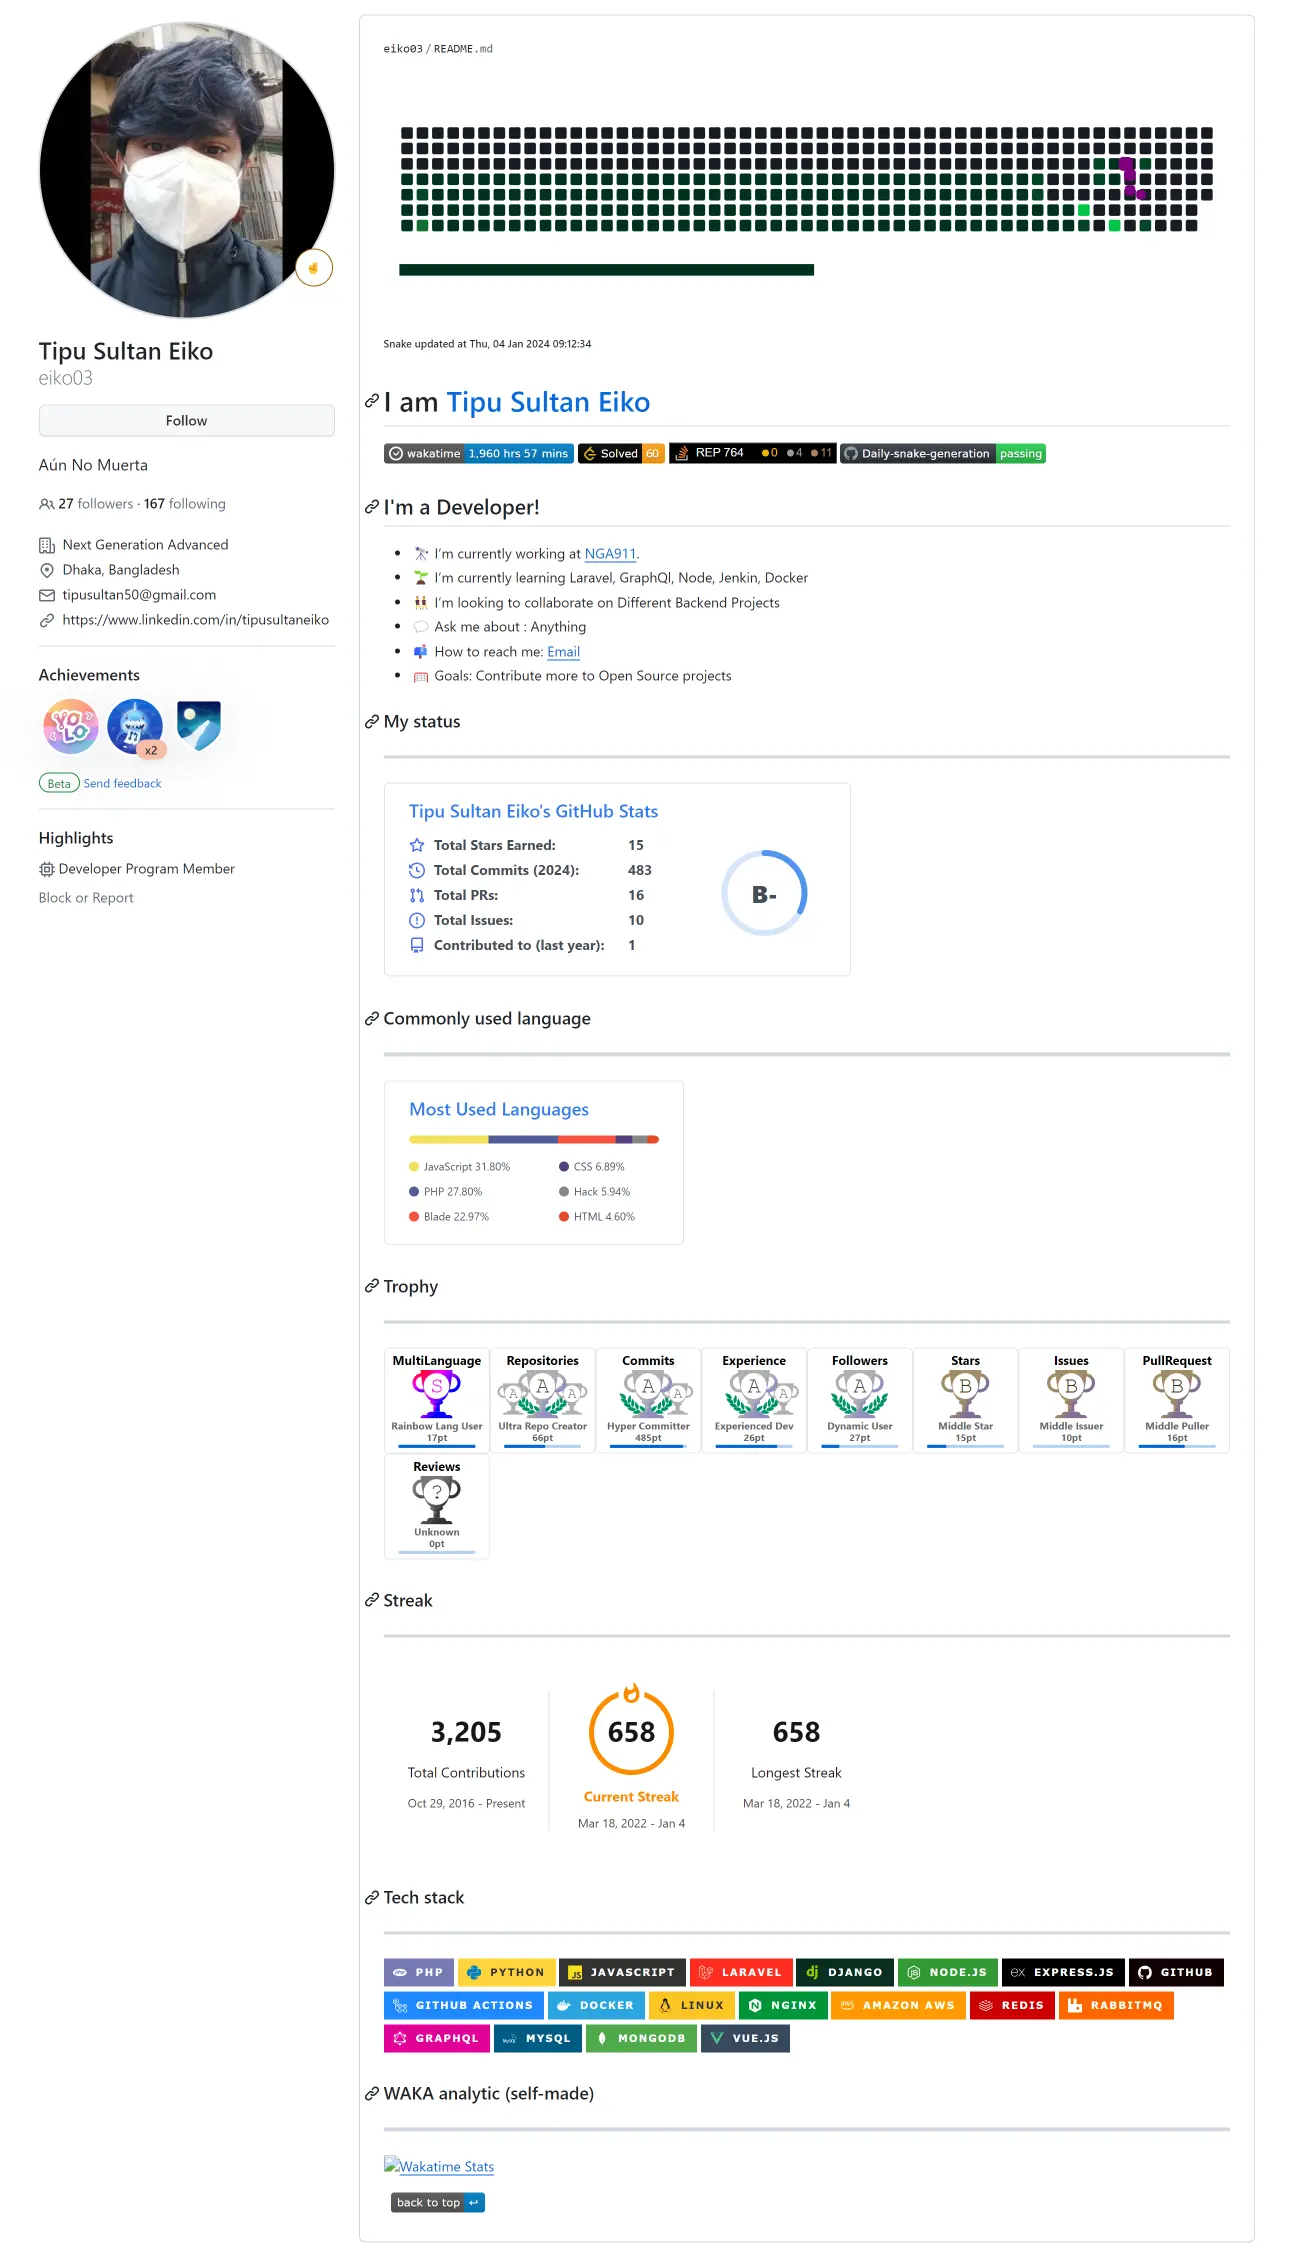 Tipu Sultan Eiko
eiko03
Follow
Aún No Muerta
27 followers · 167 following
Next Generation Advanced
Dhaka, Bangladesh
tipusultan50@gmail.com
https://www.linkedin.com/in/tipusultaneiko
Achievements
YOLO
x2
Beta Send feedback
Highlights
Developer Program Member
Block or Report
eiko03 / README.md
Snake updated at Thu, 04 Jan 2024 09:12:34
I am Tipu Sultan Eiko
wakatime 1,960 hrs 57 mins Solved 60 REP 764 0 4 11 Daily-snake-generation passing
I'm a Developer!
I'm currently working at NGA911.
I'm currently learning Laravel, GraphQl, Node, Jenkin, Docker
I'm looking to collaborate on Different Backend Projects
Ask me about : Anything
How to reach me: Email
Goals: Contribute more to Open Source projects
My status
Tipu Sultan Eiko's GitHub Stats
Total Stars Earned: 15
Total Commits (2024): 483
Total PRs: 16
Total Issues: 10
Contributed to (last year): 1
B-
Commonly used language
Most Used Languages
JavaScript 31.80% CSS 6.89%
PHP 27.80% Hack 5.94%
Blade 22.97% HTML 4.60%
Trophy
MultiLanguage Repositories Commits Experience Followers Stars Issues PullRequest
S A A A A A A A A B B B
Rainbow Lang User Ultra Repo Creator Hyper Committer Experienced Dev Dynamic User Middle Star Middle Issuer Middle Puller
17pt 66pt 485pt 26pt 27pt 15pt 10pt 16pt
Reviews
?
Unknown
0pt
Streak
3,205 658 658
Total Contributions Current Streak Longest Streak
Oct 29, 2016 - Present Mar 18, 2022 - Jan 4 Mar 18, 2022 - Jan 4
Tech stack
PHP PYTHON JS JAVASCRIPT LARAVEL dj DJANGO NODE.JS ex EXPRESS.JS GITHUB
GITHUB ACTIONS DOCKER LINUX NGINX aws AMAZON AWS REDIS RABBITMQ
GRAPHQL MySQL MYSQL MONGODB VUE.JS
WAKA analytic (self-made)
Wakatime Stats
back to top ↩